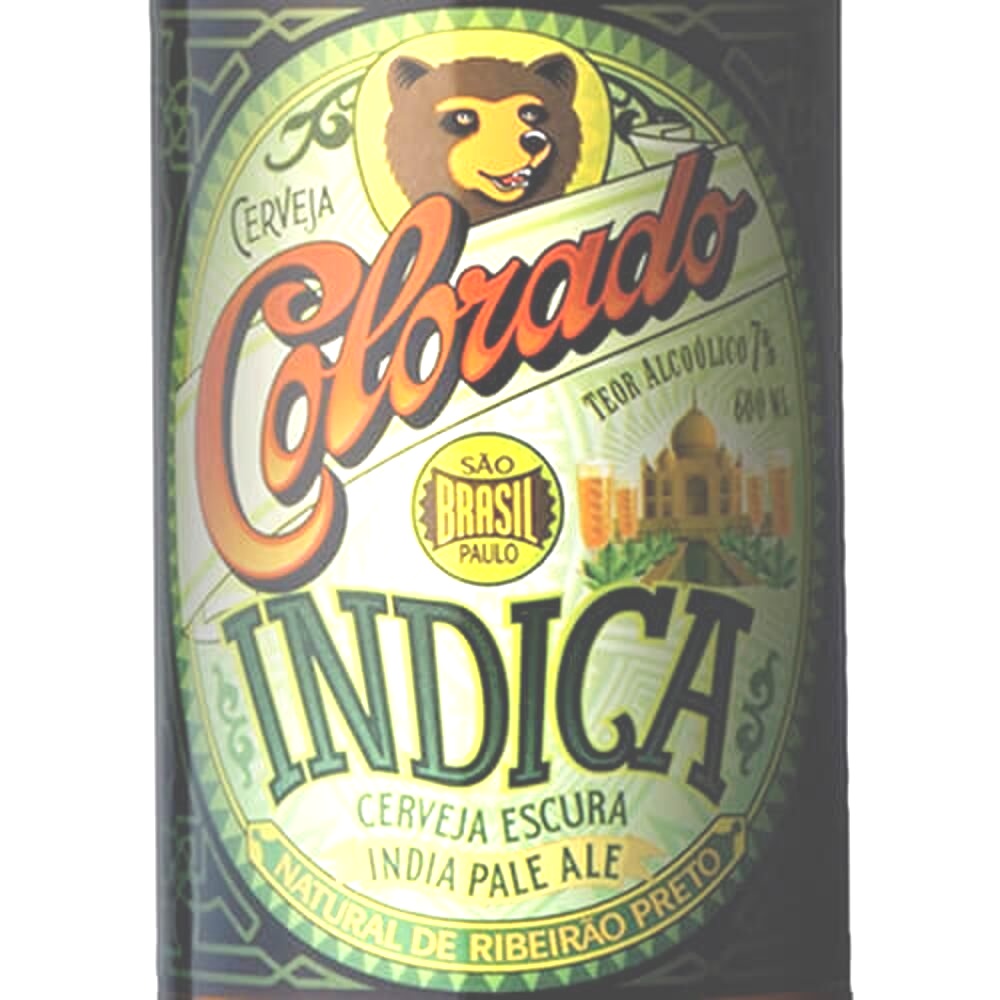 CERVEJA
Colorado
TEOR ALCOÓLICO 7%
600 ML
SÃO
BRASIL
PAULO
INDICA
CERVEJA ESCURA
INDIA PALE ALE
NATURAL DE RIBEIRÃO PRETO